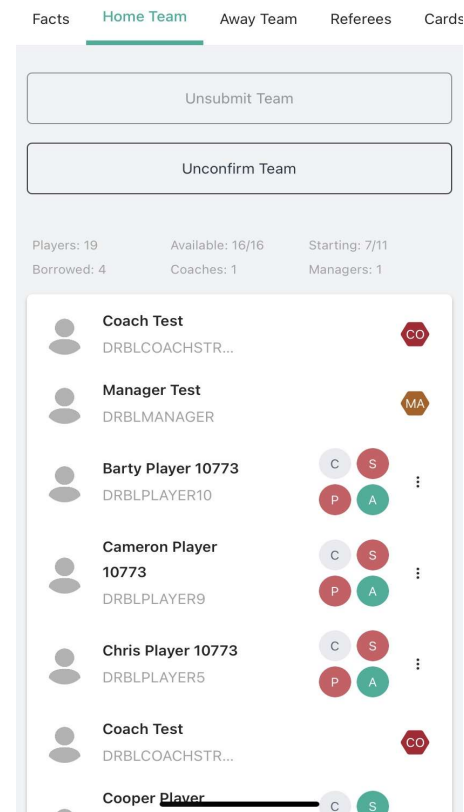 Facts Home Team Away Team Referees Cards
Unsubmit Team
Unconfirm Team
Players: 19 Available: 16/16 Starting: 7/11
Borrowed: 4 Coaches: 1 Managers: 1
Coach Test
DRBLCOACHSTR...
CO
Manager Test
DRBLMANAGER
MA
Barty Player 10773
DRBLPLAYER10
C S
P A
Cameron Player
10773
DRBLPLAYER9
C S
P A
Chris Player 10773
DRBLPLAYER5
C S
P A
Coach Test
DRBLCOACHSTR...
CO
Cooper Player
C S